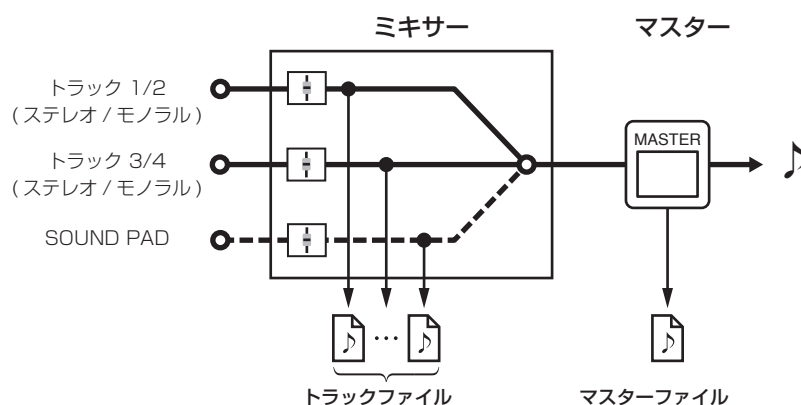 ミキサー
マスター
トラック 1/2
( ステレオ / モノラル )
トラック 3/4
( ステレオ / モノラル )
SOUND PAD
MASTER
…
トラックファイル
マスターファイル